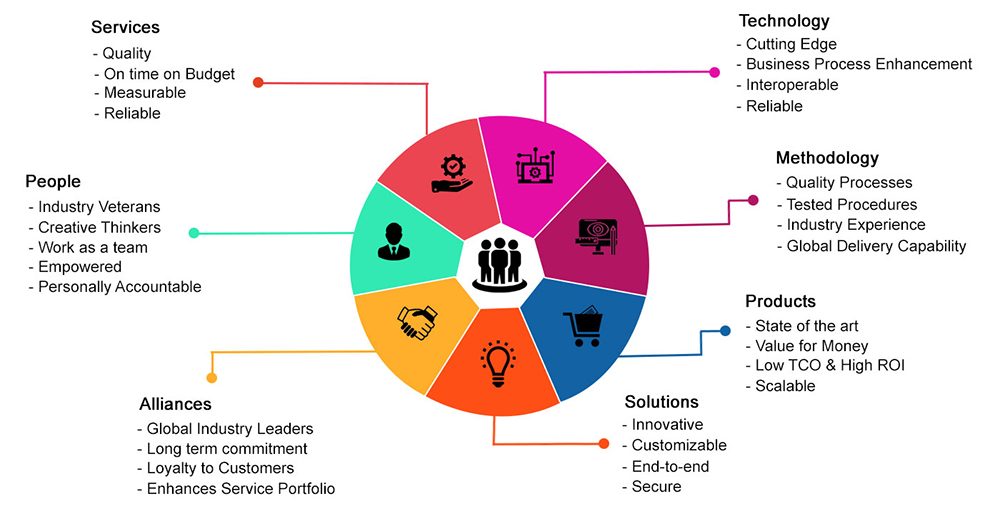 Services
- Quality
- On time on Budget
- Measurable
- Reliable
Technology
- Cutting Edge
- Business Process Enhancement
- Interoperable
- Reliable
People
- Industry Veterans
- Creative Thinkers
- Work as a team
- Empowered
- Personally Accountable
Methodology
- Quality Processes
- Tested Procedures
- Industry Experience
- Global Delivery Capability
Products
- State of the art
- Value for Money
- Low TCO & High ROI
- Scalable
Alliances
- Global Industry Leaders
- Long term commitment
- Loyalty to Customers
- Enhances Service Portfolio
Solutions
- Innovative
- Customizable
- End-to-end
- Secure